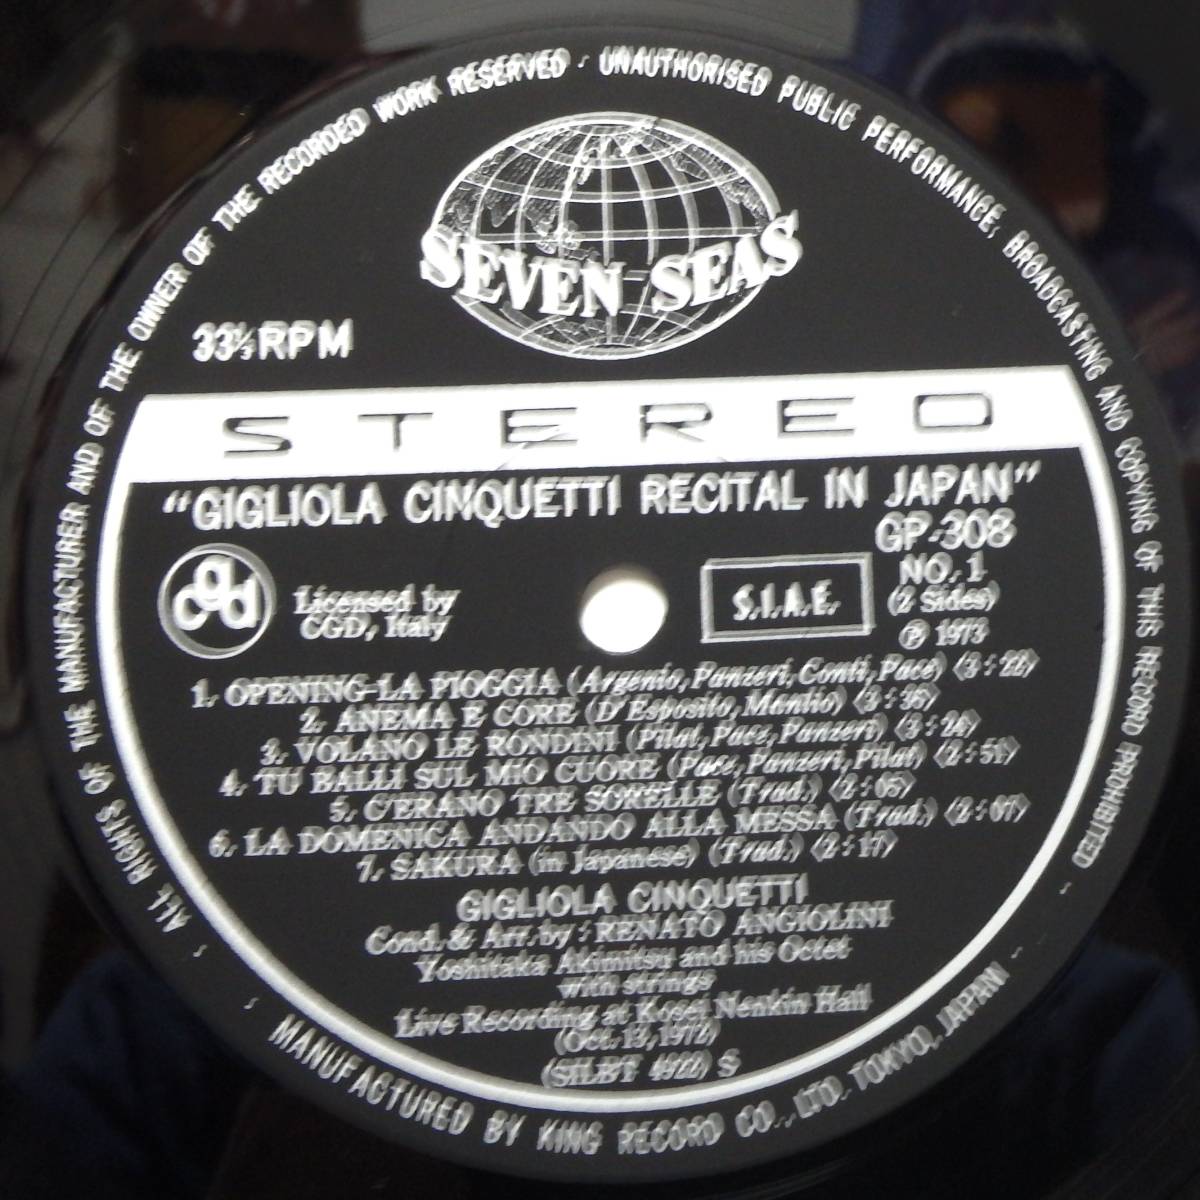 ALL RIGHTS OF THE MANUFACTURER AND OF THE OWNER OF THE RECORDED WORK RESERVED · UNAUTHORISED PUBLIC PERFORMANCE, BROADCASTING AND COPYING OF THIS RECORD PROHIBITED
SEVEN SEAS
33⅓RPM
STEREO
"GIGLIOLA CINQUETTI RECITAL IN JAPAN"
GP-308
cgd
Licensed by
CGD, Italy
S.I.A.E.
NO. 1
(2 Sides)
Ⓟ 1973
1. OPENING-LA PIOGGIA (Argenio, Panzeri, Conti, Pace) (3:22)
2. ANEMA E CORE (D'Esposito, Manlio) (3:36)
3. VOLANO LE RONDINI (Pilat, Pace, Panzeri) (3:24)
4. TU BALLI SUL MIO CUORE (Pace, Panzeri, Pilat) (2:51)
5. C'ERANO TRE SORELLE (Trad.) (2:05)
6. LA DOMENICA ANDANDO ALLA MESSA (Trad.) (2:07)
7. SAKURA (in Japanese) (Trad.) (2:17)
GIGLIOLA CINQUETTI
Cond. & Arr. by: RENATO ANGIOLINI
Yoshitaka Akimitsu and his Octet
with strings
Live Recording at Kosei Nenkin Hall
(Oct. 13, 1972)
(SILBT 4922) S
MANUFACTURED BY KING RECORD CO., LTD. TOKYO, JAPAN